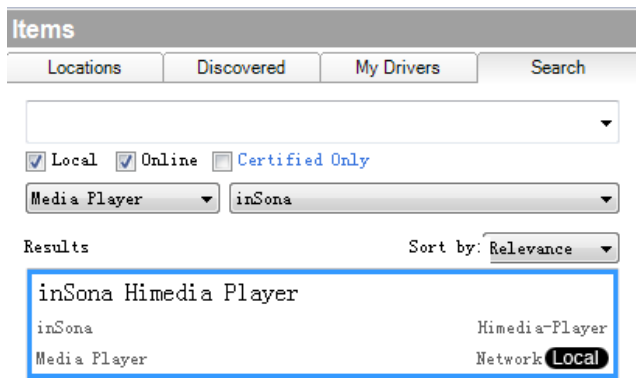 Items
Locations Discovered My Drivers Search
Local Online Certified Only
Media Player inSona
Results Sort by: Relevance
inSona Himedia Player
inSona Himedia-Player
Media Player Network Local